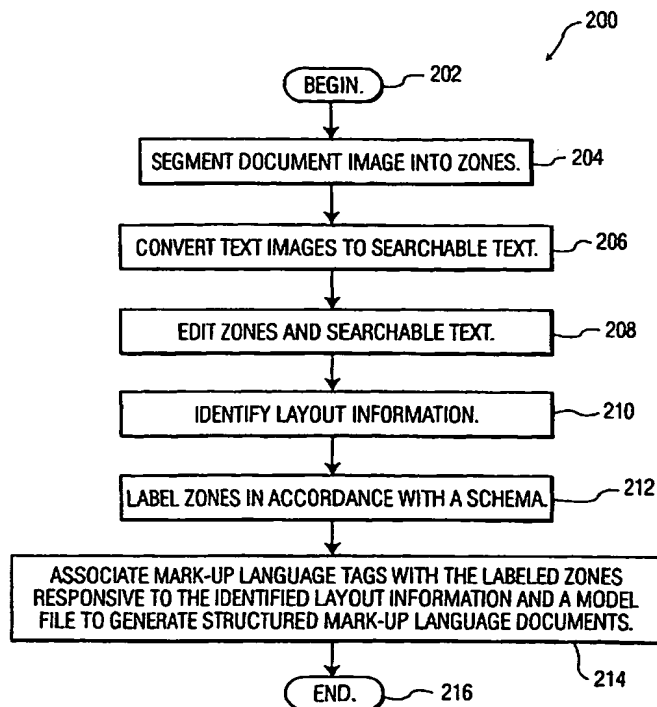 200
BEGIN.
202
SEGMENT DOCUMENT IMAGE INTO ZONES.
204
CONVERT TEXT IMAGES TO SEARCHABLE TEXT.
206
EDIT ZONES AND SEARCHABLE TEXT.
208
IDENTIFY LAYOUT INFORMATION.
210
LABEL ZONES IN ACCORDANCE WITH A SCHEMA.
212
ASSOCIATE MARK-UP LANGUAGE TAGS WITH THE LABELED ZONES
RESPONSIVE TO THE IDENTIFIED LAYOUT INFORMATION AND A MODEL
FILE TO GENERATE STRUCTURED MARK-UP LANGUAGE DOCUMENTS.
214
END.
216